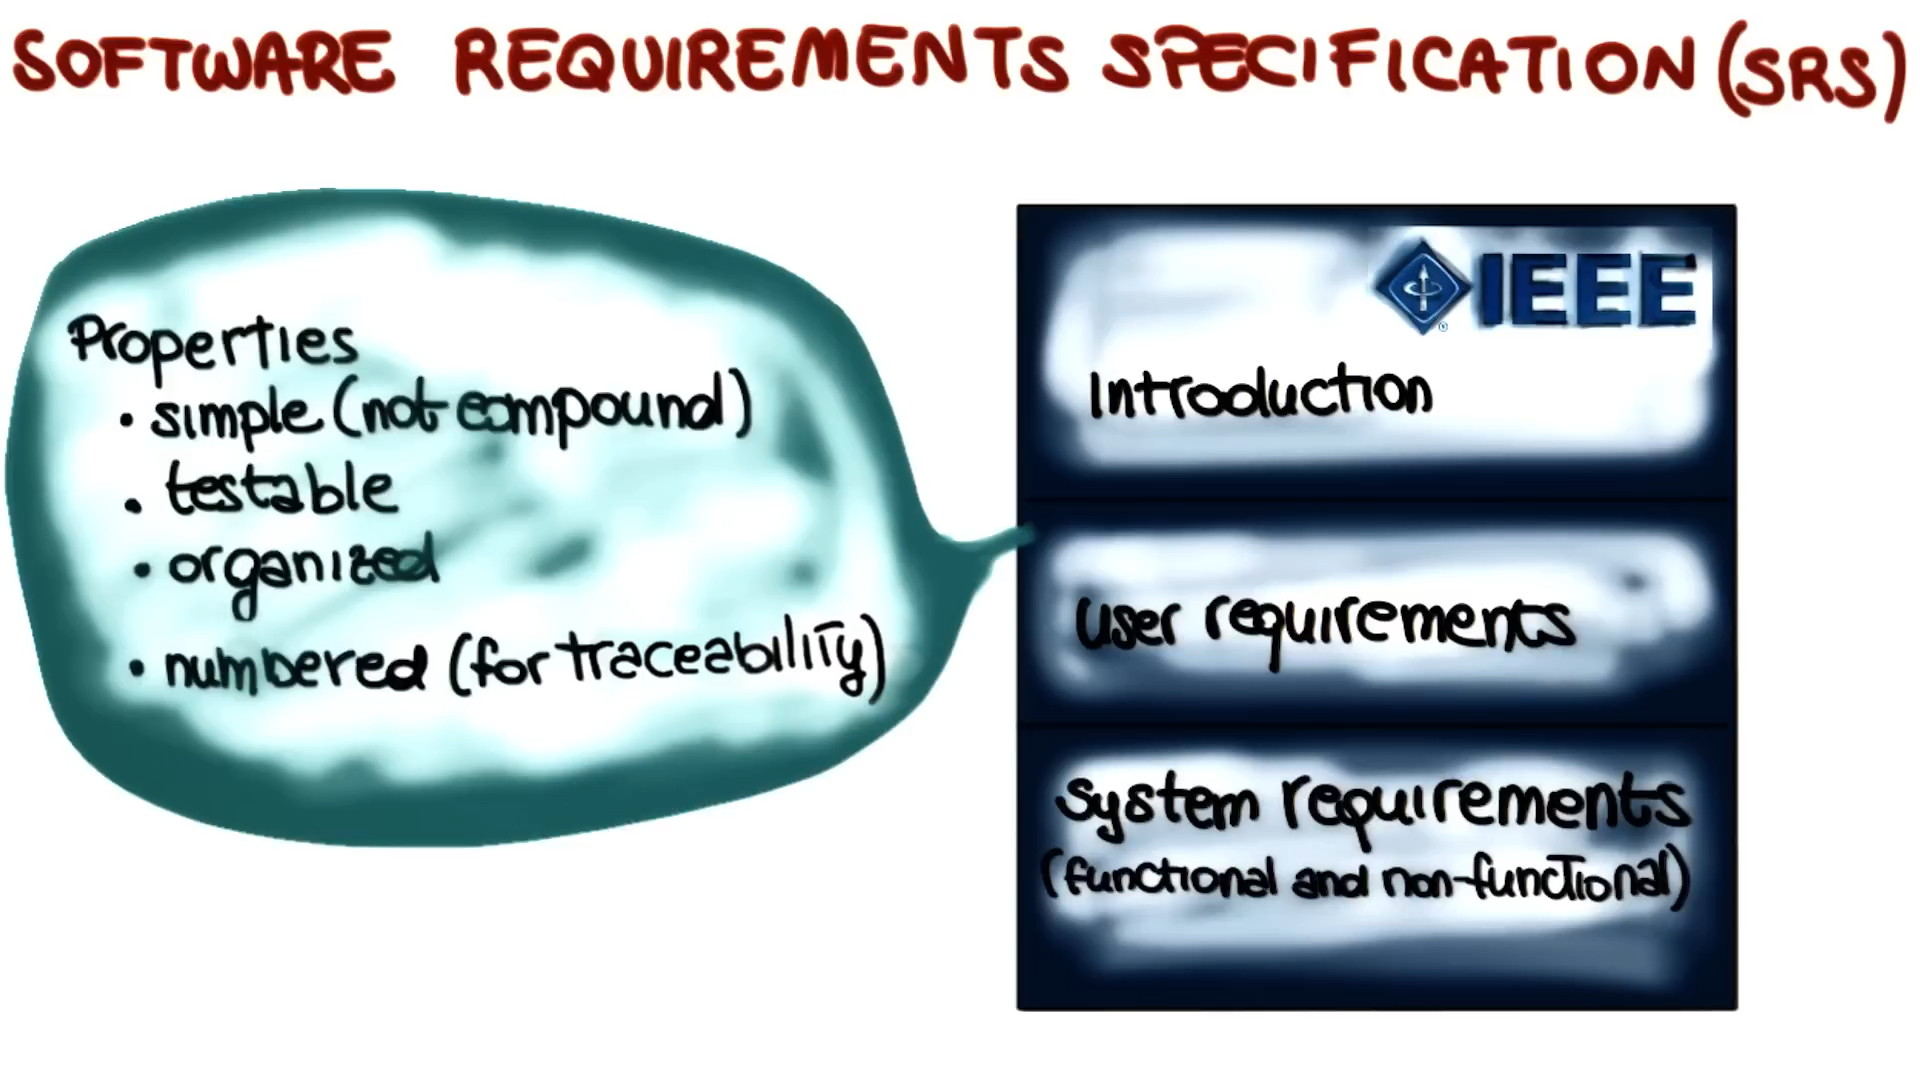 SOFTWARE REQUIREMENTS SPECIFICATION (SRS)
Properties
• simple (not compound)
• testable
• organized
• numbered (for traceability)
IEEE
Introduction
User requirements
System requirements
(functional and non-functional)